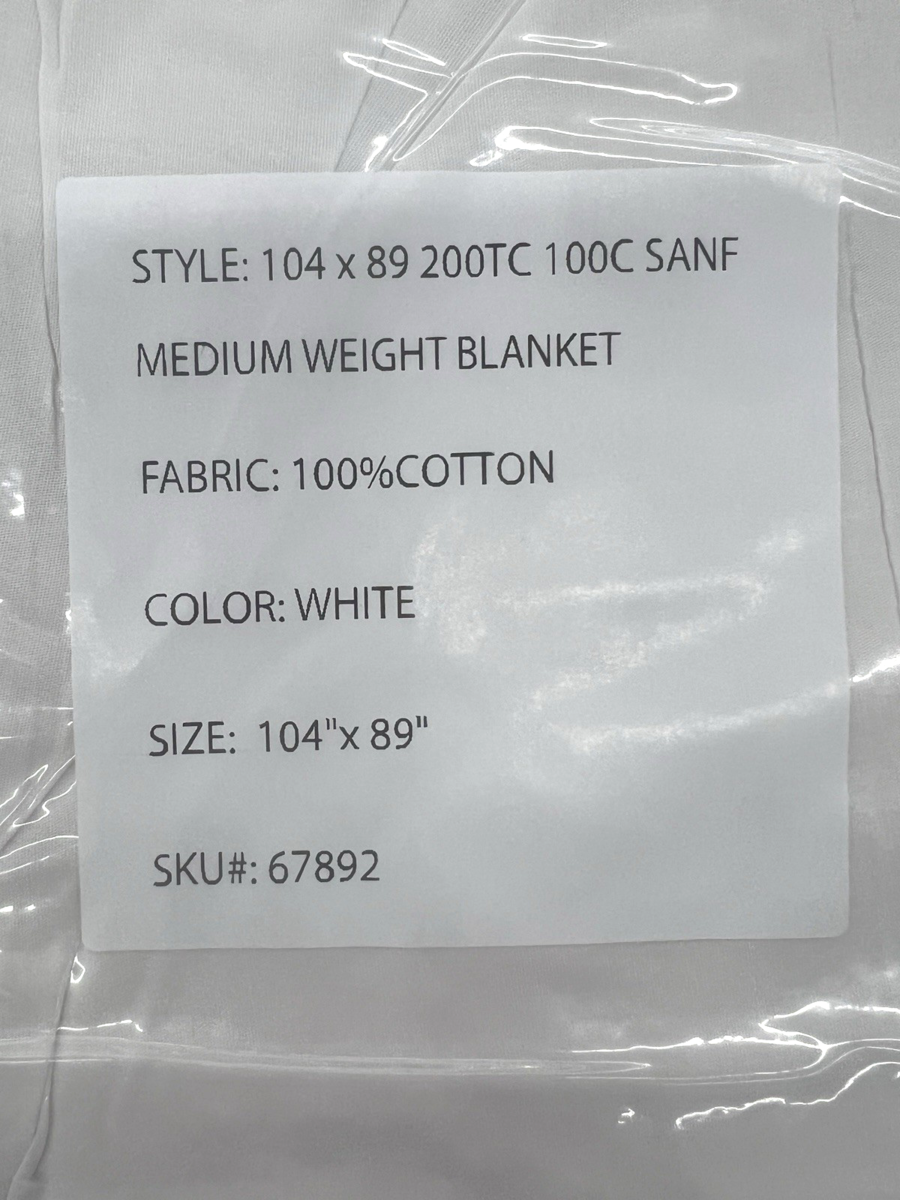 STYLE: 104 x 89 200TC 100C SANF
MEDIUM WEIGHT BLANKET
FABRIC: 100%COTTON
COLOR: WHITE
SIZE: 104"x 89"
SKU#: 67892